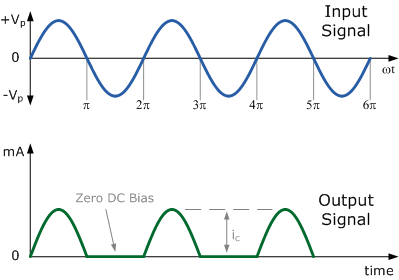 +Vp
Input
Signal
0
ωt
-Vp
π
2π
3π
4π
5π
6π
mA
Zero DC Bias
Output
Signal
ic
0
time